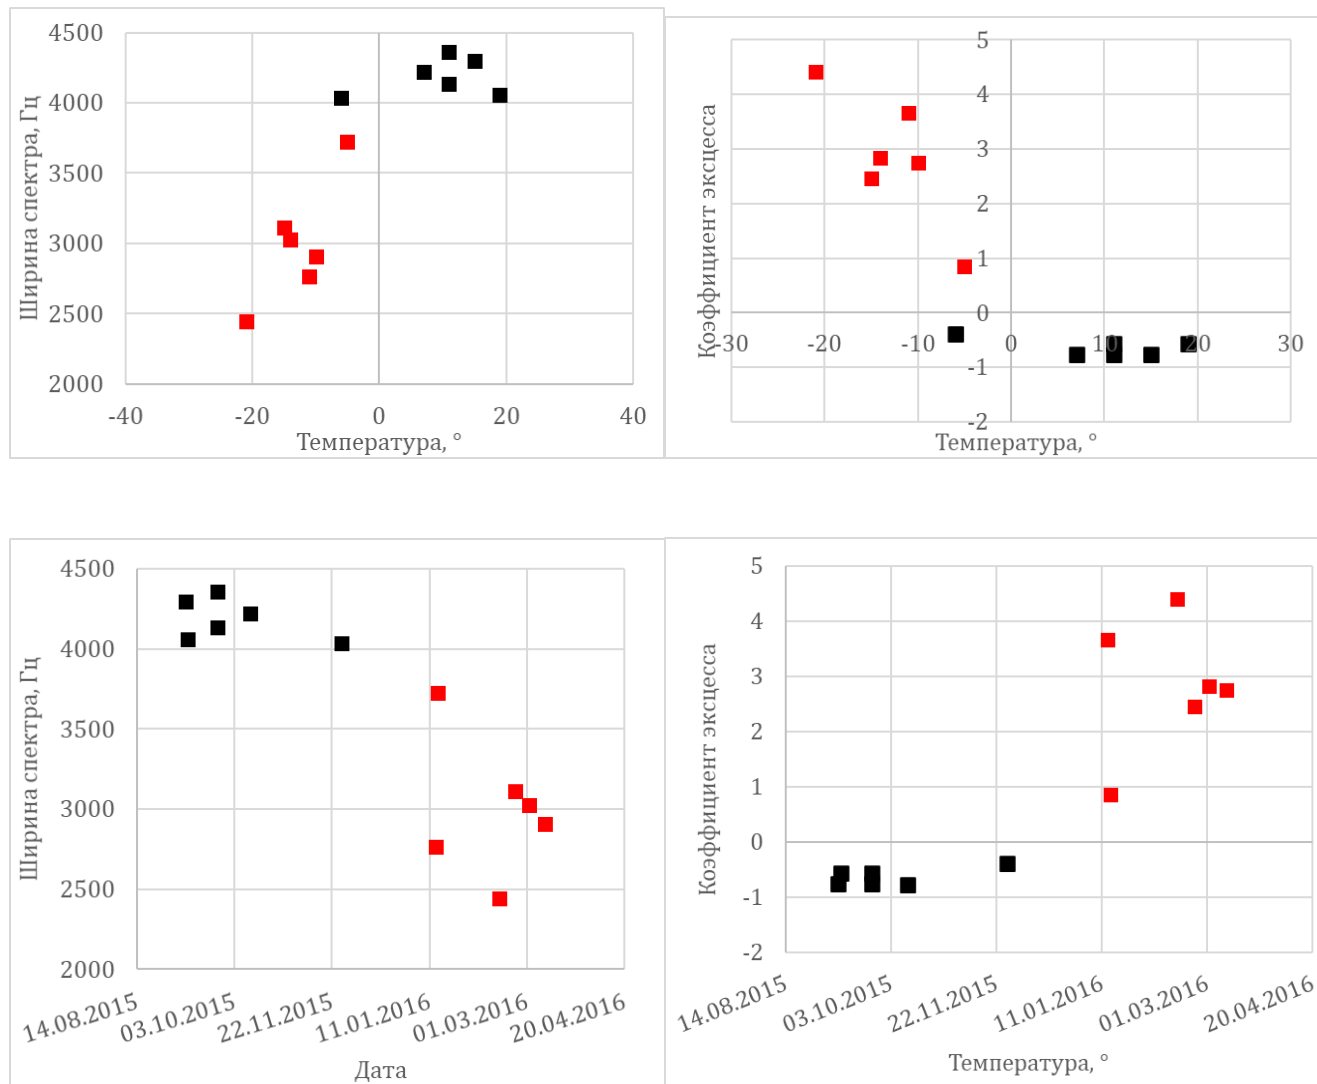 Ширина спектра, Гц
4500
4000
3500
3000
2500
2000
-40 -20 0 20 40
Температура, °
Коэффициент эксцесса
5
4
3
2
1
0
-1
-2
-30 -20 -10 0 10 20 30
Температура, °
Ширина спектра, Гц
4500
4000
3500
3000
2500
2000
14.08.2015 03.10.2015 22.11.2015 11.01.2016 01.03.2016 20.04.2016
Дата
Коэффициент эксцесса
5
4
3
2
1
0
-1
-2
14.08.2015 03.10.2015 22.11.2015 11.01.2016 01.03.2016 20.04.2016
Температура, °